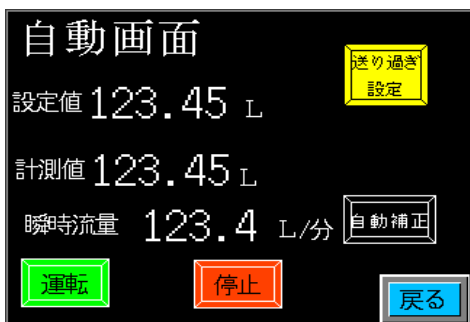 自動画面
送り過ぎ
設定
設定値 123.45 L
計測値 123.45 L
瞬時流量 123.4 L/分
自動補正
運転
停止
戻る